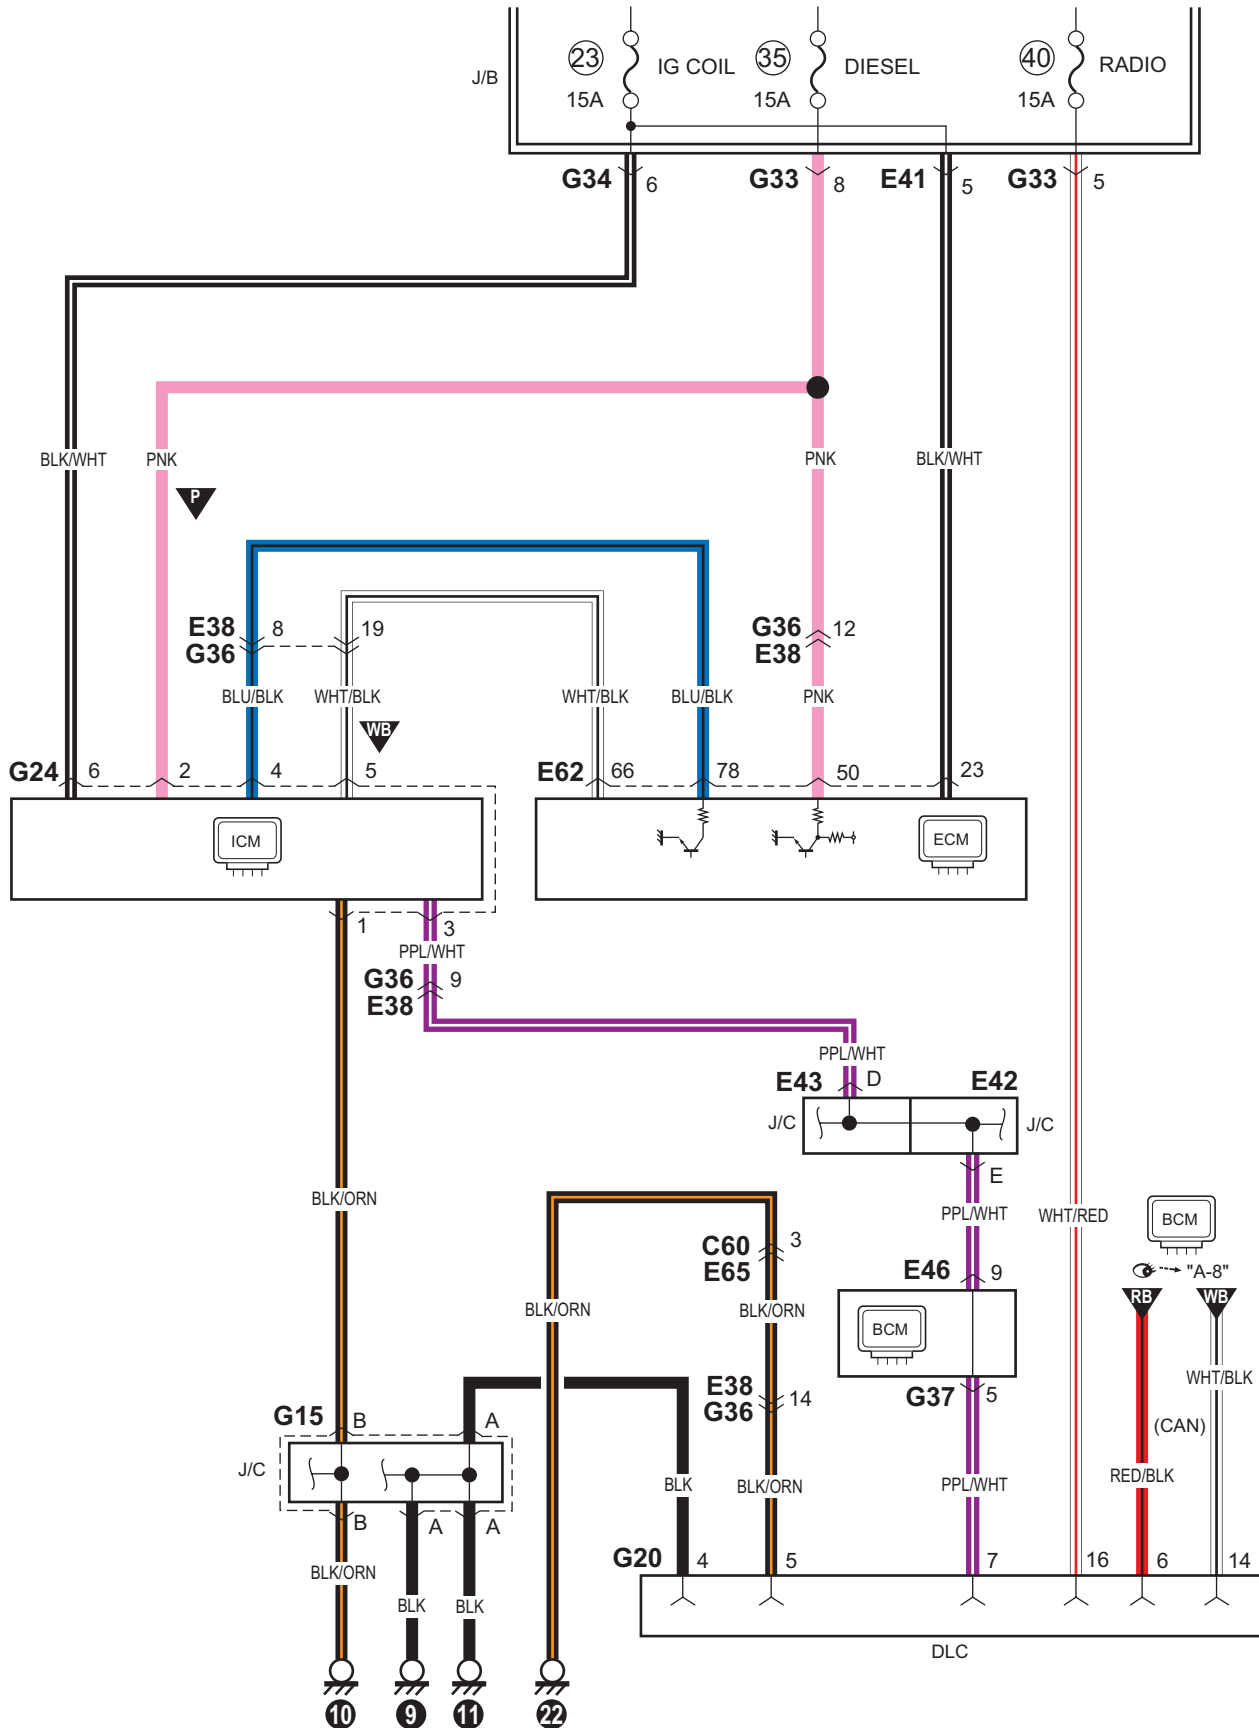 23 IG COIL 35 DIESEL 40 RADIO
J/B
15A 15A 15A
G34 6 G33 8 E41 5 G33 5
BLK/WHT PNK PNK BLK/WHT
P
E38 8 19 G36 12
G36 E38
BLU/BLK WHT/BLK WHT/BLK BLU/BLK PNK
WB
G24 6 2 4 5 E62 66 78 50 23
ICM ECM
1 3
PPL/WHT
G36 9
E38
PPL/WHT
E43 D E42
J/C J/C
E
BLK/ORN PPL/WHT WHT/RED BCM
C60 3
E65
E46 9 "A-8"
RB WB
BLK/ORN BLK/ORN BCM
WHT/BLK
E38 14 G37 5
G36
G15 B A (CAN)
J/C
BLK BLK/ORN PPL/WHT RED/BLK
B A A
G20 4 5 7 16 6 14
BLK/ORN
BLK BLK
DLC
10 9 11 22